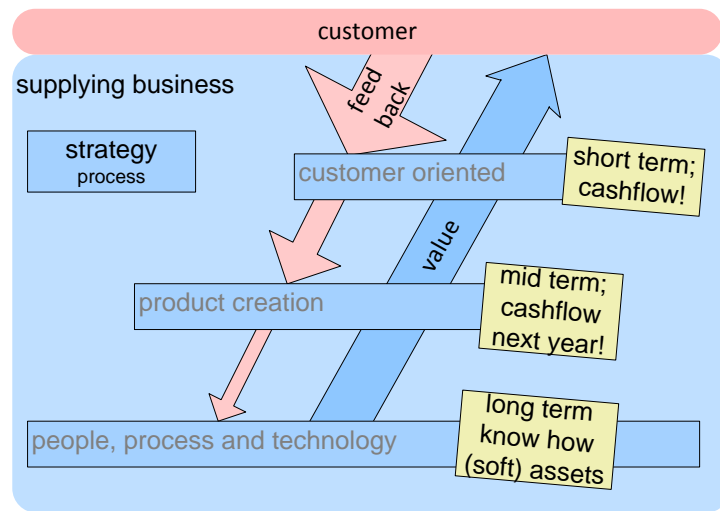 customer
supplying business
feed
back
strategy
process
customer oriented
short term;
cashflow!
value
product creation
mid term;
cashflow
next year!
people, process and technology
long term
know how
(soft) assets